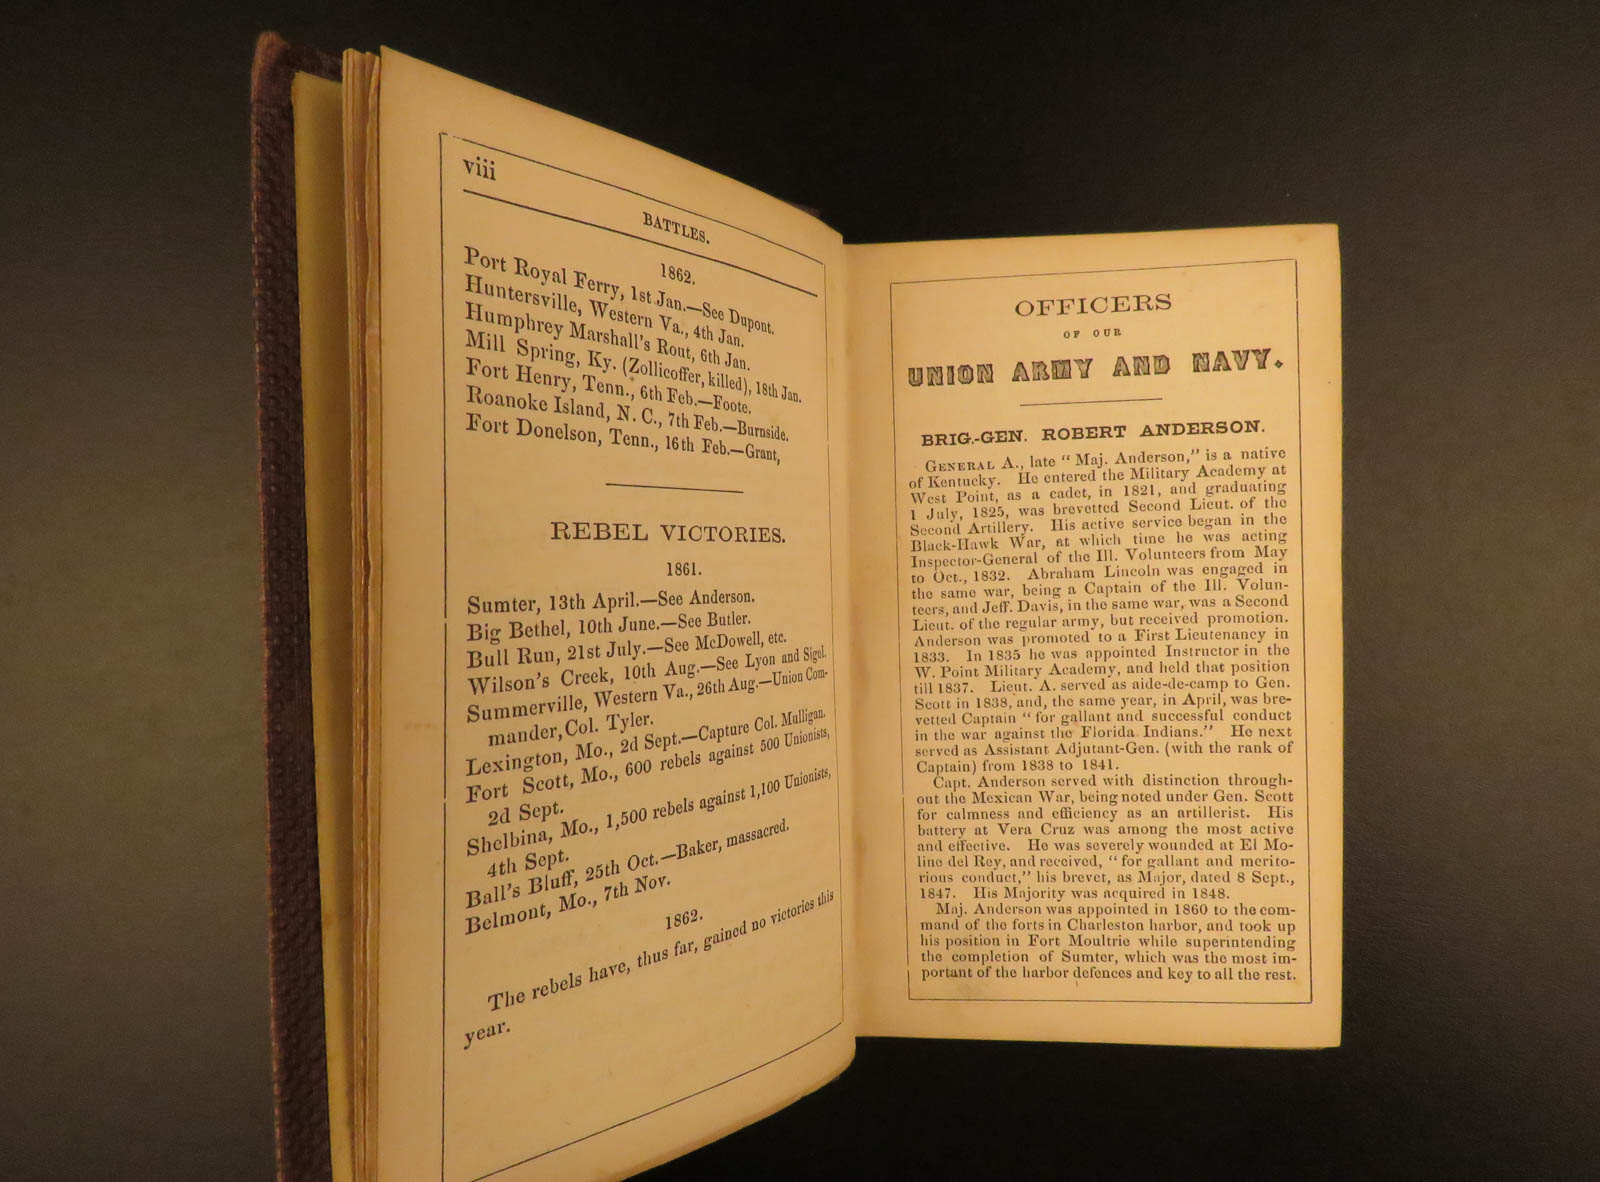 viii
BATTLES.
1862.
Port Royal Ferry, 1st Jan.—See Dupont.
Huntersville, Western Va., 4th Jan.
Humphrey Marshall's Rout, 6th Jan.
Mill Spring, Ky. (Zollicoffer, killed), 18th Jan.
Fort Henry, Tenn., 6th Feb.—Foote.
Roanoke Island, N. C., 7th Feb.—Burnside.
Fort Donelson, Tenn., 16th Feb.—Grant,
REBEL VICTORIES.
1861.
Sumter, 13th April.—See Anderson.
Big Bethel, 10th June.—See Butler.
Bull Run, 21st July.—See McDowell, etc.
Wilson's Creek, 10th Aug.—See Lyon and Sigel.
Summerville, Western Va., 26th Aug.—Union Com-
mander, Col. Tyler.
Lexington, Mo., 2d Sept.—Capture Col. Mulligan.
Fort Scott, Mo., 600 rebels against 500 Unionists,
2d Sept.
Shelbina, Mo., 1,500 rebels against 1,100 Unionists,
4th Sept.
Ball's Bluff, 25th Oct.—Baker, massacred.
Belmont, Mo., 7th Nov.
1862.
The rebels have, thus far, gained no victories this
year.
OFFICERS
OF OUR
UNION ARMY AND NAVY.
BRIG.-GEN. ROBERT ANDERSON.
GENERAL A., late “ Maj. Anderson,” is a native
of Kentucky. He entered the Military Academy at
West Point, as a cadet, in 1821, and graduating
1 July, 1825, was brevetted Second Lieut. of the
Second Artillery. His active service began in the
Black-Hawk War, at which time he was acting
Inspector-General of the Ill. Volunteers from May
to Oct., 1832. Abraham Lincoln was engaged in
the same war, being a Captain of the Ill. Volun-
teers, and Jeff. Davis, in the same war, was a Second
Lieut. of the regular army, but received promotion.
Anderson was promoted to a First Lieutenancy in
1833. In 1835 he was appointed Instructor in the
W. Point Military Academy, and held that position
till 1837. Lieut. A. served as aide-de-camp to Gen.
Scott in 1838, and, the same year, in April, was bre-
vetted Captain “ for gallant and successful conduct
in the war against the Florida Indians.” He next
served as Assistant Adjutant-Gen. (with the rank of
Captain) from 1838 to 1841.
Capt. Anderson served with distinction through-
out the Mexican War, being noted under Gen. Scott
for calmness and efficiency as an artillerist. His
battery at Vera Cruz was among the most active
and effective. He was severely wounded at El Mo-
lino del Rey, and received, “ for gallant and merito-
rious conduct,” his brevet, as Major, dated 8 Sept.,
1847. His Majority was acquired in 1848.
Maj. Anderson was appointed in 1860 to the com-
mand of the forts in Charleston harbor, and took up
his position in Fort Moultrie while superintending
the completion of Sumter, which was the most im-
portant of the harbor defences and key to all the rest.